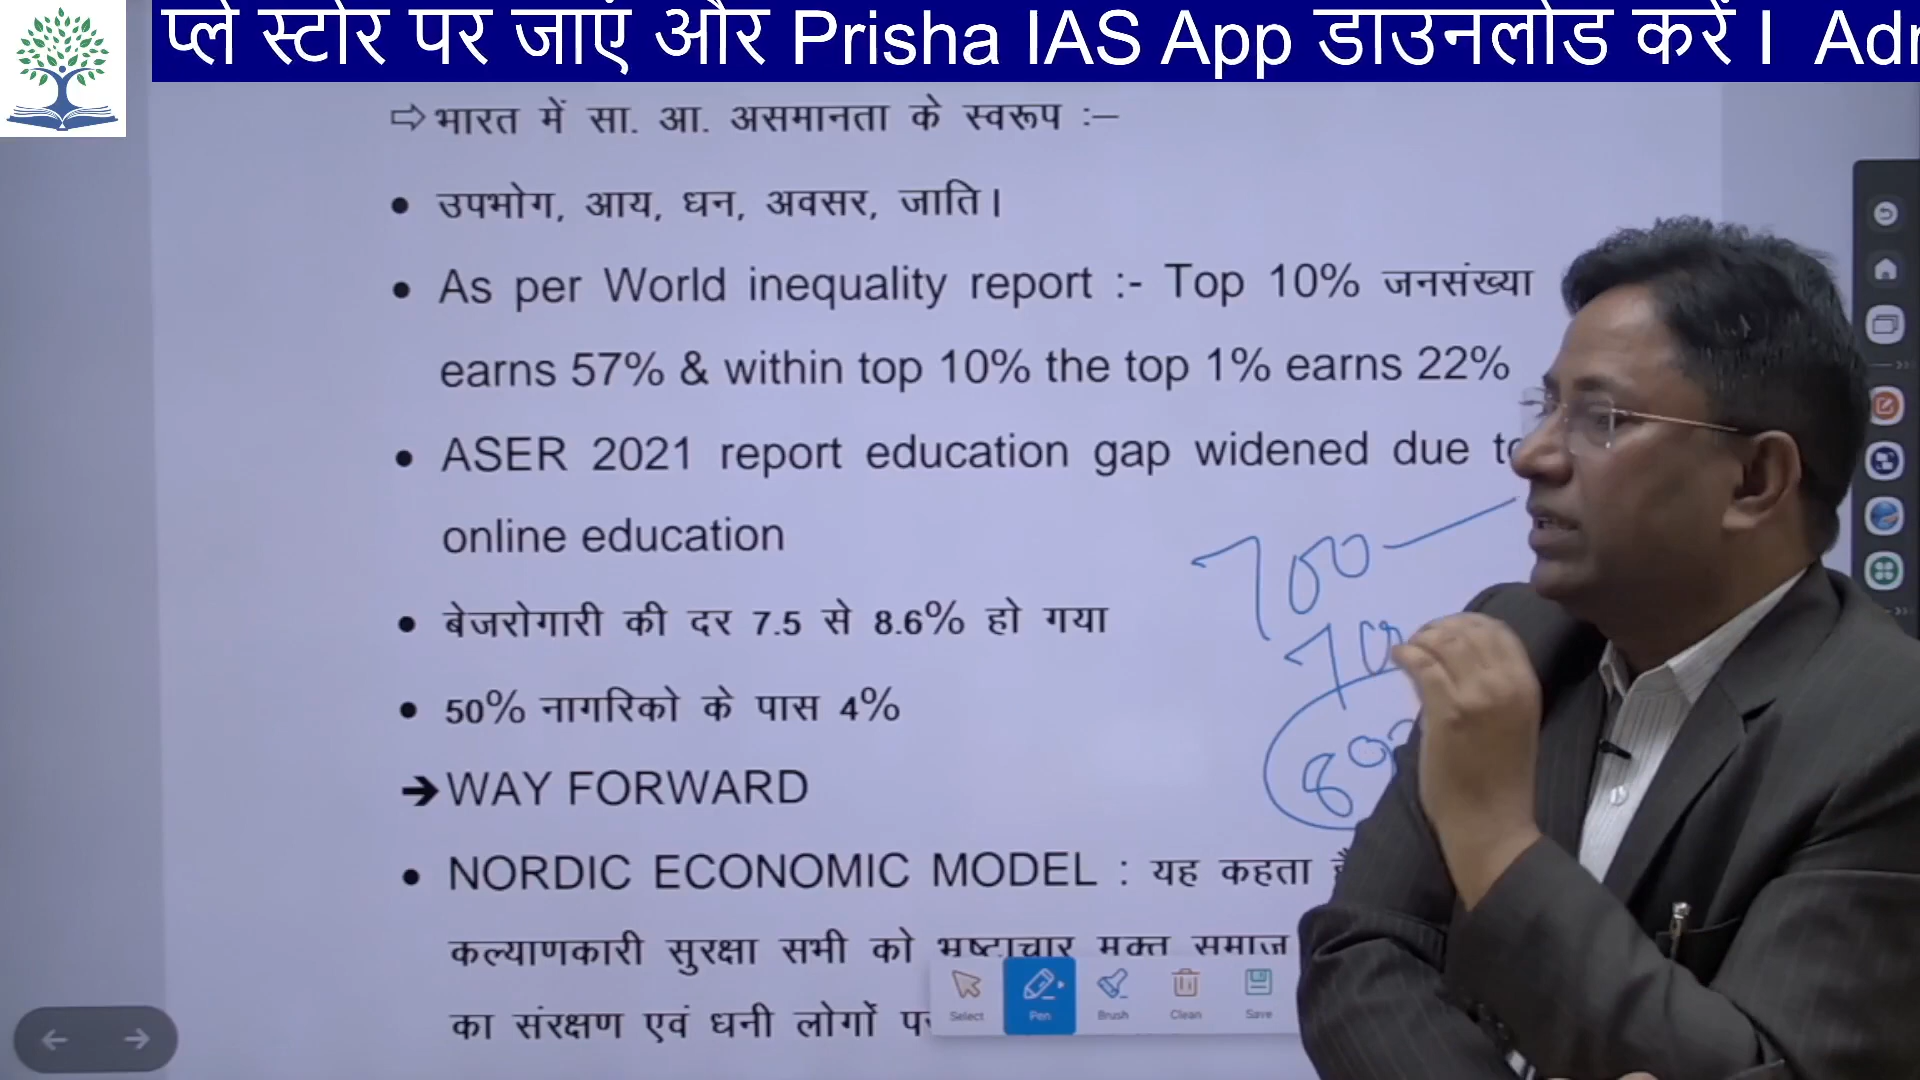 प्ले स्टोर पर जाएं और Prisha IAS App डाउनलोड करें I
⇨ भारत में सा. आ. असमानता के स्वरूप :–
• उपभोग, आय, धन, अवसर, जाति।
• As per World inequality report :- Top 10% जनसंख्या
earns 57% & within top 10% the top 1% earns 22%
• ASER 2021 report education gap widened due
online education
• बेजरोगारी की दर 7.5 से 8.6% हो गया
• 50% नागरिको के पास 4%
700
➔ WAY FORWARD
• NORDIC ECONOMIC MODEL : यह कहता
कल्याणकारी सुरक्षा सभी को भ्रष्टाचार मुक्त समाज
का संरक्षण एवं धनी लोगों
Select Pen Brush Clean Save